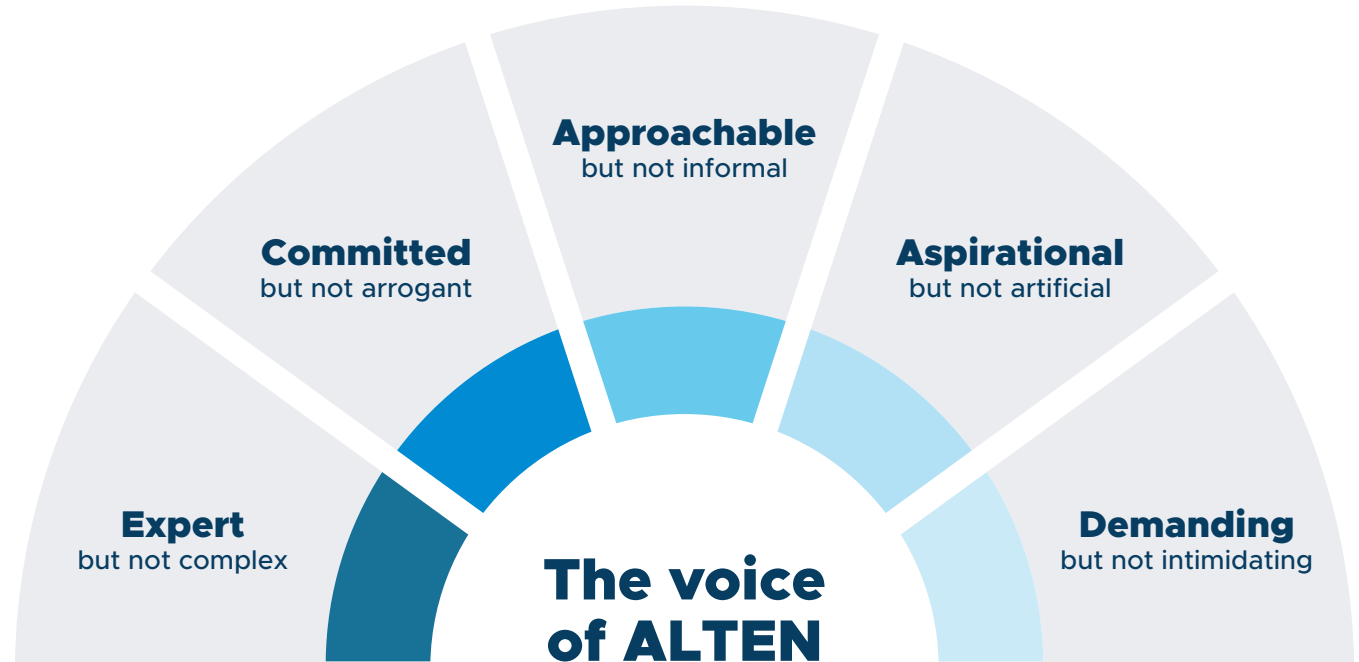 Approachable
but not informal
Committed
but not arrogant
Aspirational
but not artificial
Expert
but not complex
Demanding
but not intimidating
The voice
of ALTEN